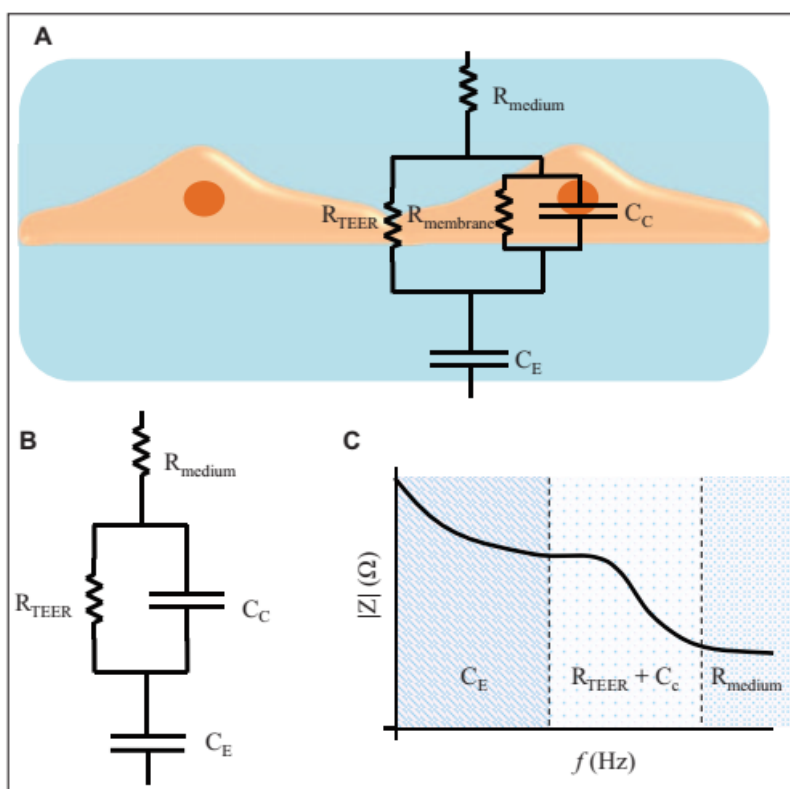 A
R_medium
R_TEER
R_membrane
C_C
C_E
B
R_medium
R_TEER
C_C
C_E
C
|Z| (Ω)
C_E
R_TEER + C_c
R_medium
f (Hz)